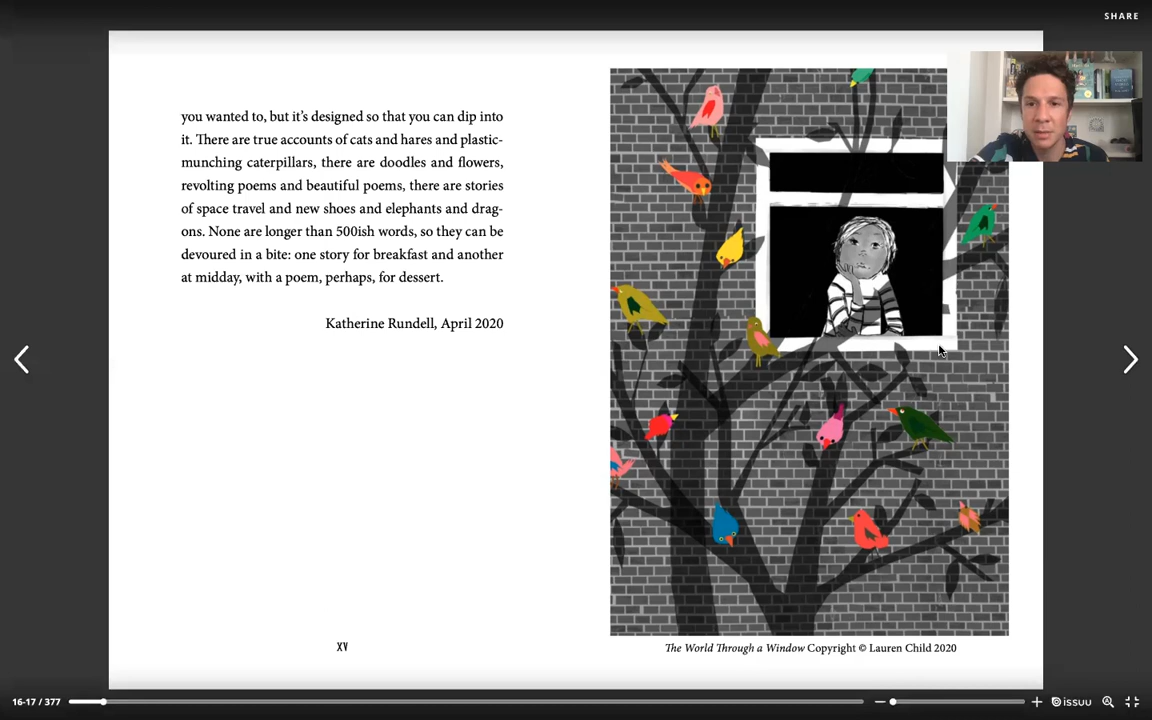 SHARE
you wanted to, but it's designed so that you can dip into
it. There are true accounts of cats and hares and plastic-
munching caterpillars, there are doodles and flowers,
revolting poems and beautiful poems, there are stories
of space travel and new shoes and elephants and drag-
ons. None are longer than 500ish words, so they can be
devoured in a bite: one story for breakfast and another
at midday, with a poem, perhaps, for dessert.
Katherine Rundell, April 2020
XV
The World Through a Window Copyright © Lauren Child 2020
16-17 / 377
issuu